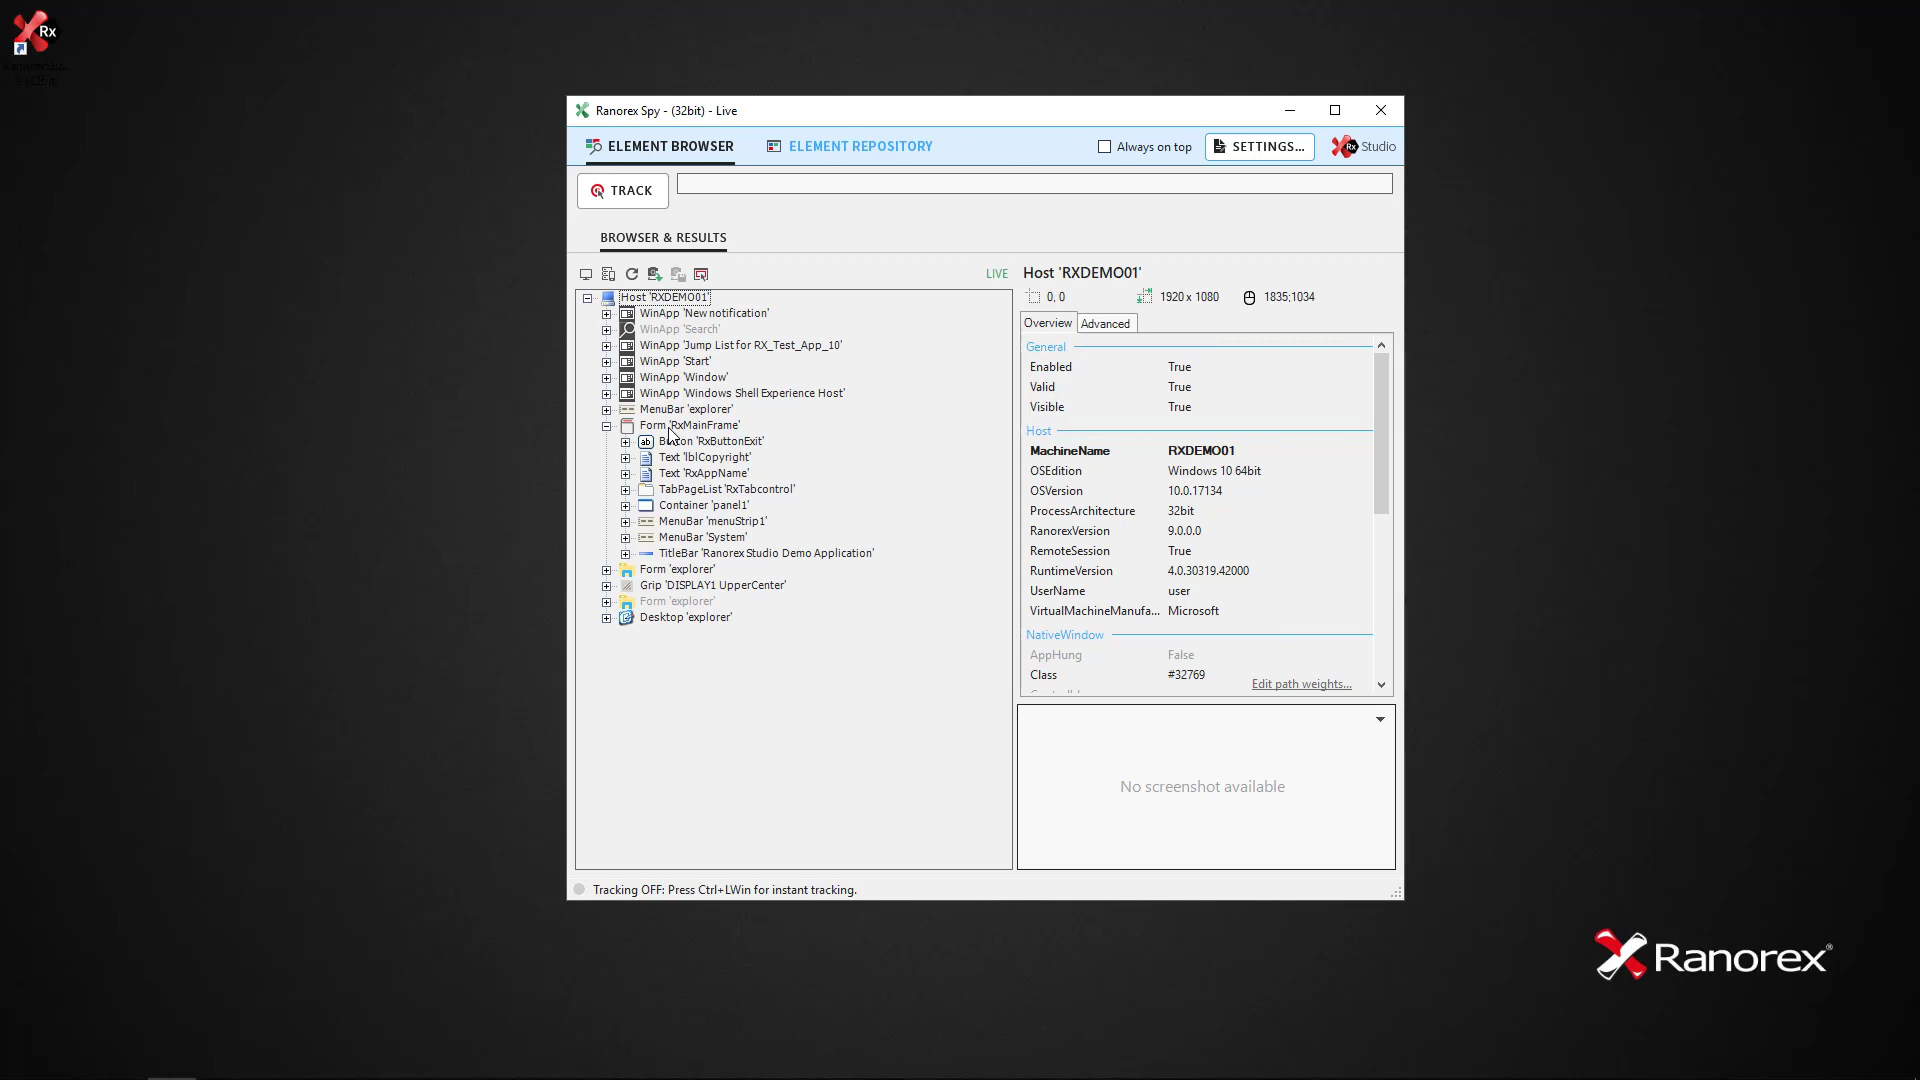 Rx
Ranorex Spy - (32bit) - Live
ELEMENT BROWSER
ELEMENT REPOSITORY
Always on top
SETTINGS...
Rx Studio
TRACK
BROWSER & RESULTS
LIVE
Host 'RXDEMO01'
WinApp 'New notification'
WinApp 'Search'
WinApp 'Jump List for RX_Test_App_10'
WinApp 'Start'
WinApp 'Window'
WinApp 'Windows Shell Experience Host'
MenuBar 'explorer'
Form 'RxMainFrame'
Button 'RxButtonExit'
Text 'lblCopyright'
Text 'RxAppName'
TabPageList 'RxTabcontrol'
Container 'panel1'
MenuBar 'menuStrip1'
MenuBar 'System'
TitleBar 'Ranorex Studio Demo Application'
Form 'explorer'
Grip 'DISPLAY1 UpperCenter'
Form 'explorer'
Desktop 'explorer'
Host 'RXDEMO01'
0, 0
1920 x 1080
1835;1034
Overview
Advanced
General
Enabled True
Valid True
Visible True
Host
MachineName RXDEMO01
OSEdition Windows 10 64bit
OSVersion 10.0.17134
ProcessArchitecture 32bit
RanorexVersion 9.0.0.0
RemoteSession True
RuntimeVersion 4.0.30319.42000
UserName user
VirtualMachineManufa... Microsoft
NativeWindow
AppHung False
Class #32769
Edit path weights...
No screenshot available
Tracking OFF: Press Ctrl+LWin for instant tracking.
Ranorex®